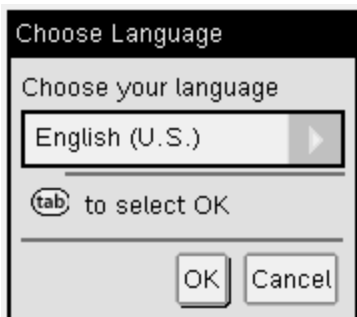 Choose Language
Choose your language
English (U.S.)
tab to select OK
OK Cancel